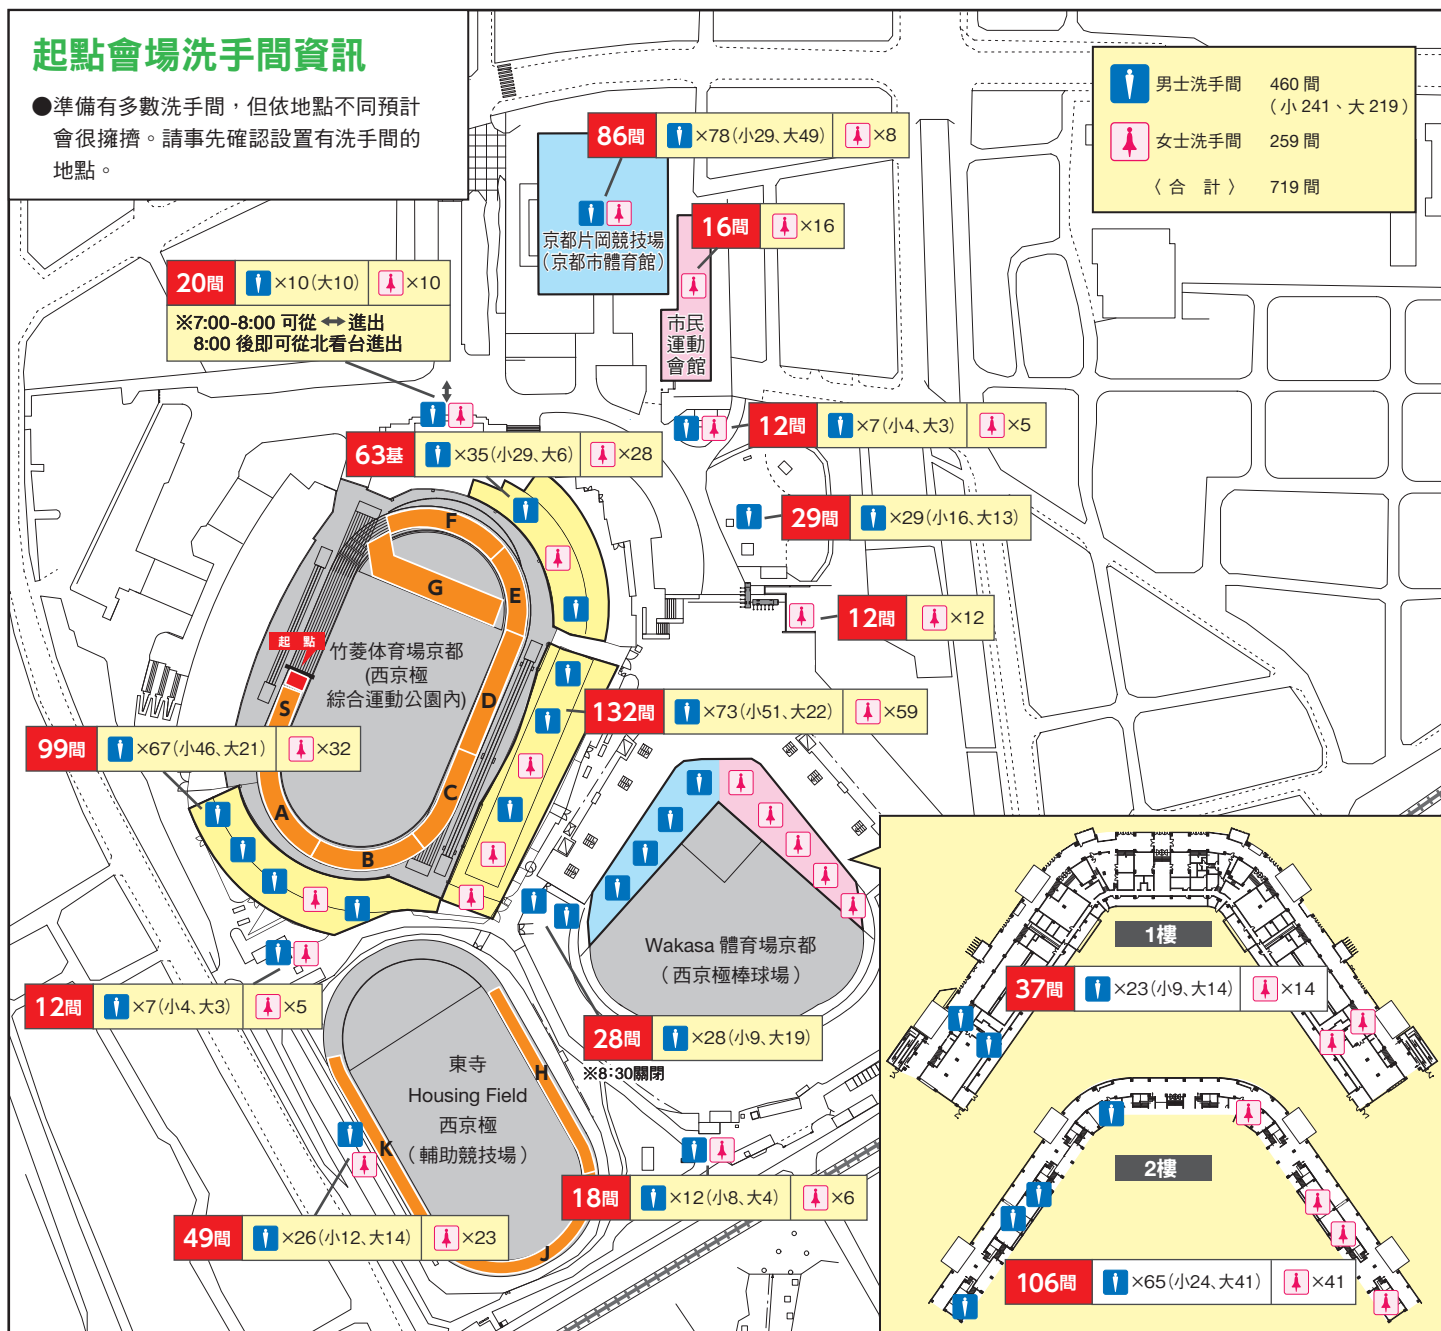 起點會場洗手間資訊
●準備有多數洗手間，但依地點不同預計
會很擁擠。請事先確認設置有洗手間的
地點。
男士洗手間 460 間
（小 241、大 219）
女士洗手間 259 間
〈 合 計 〉 719 間
86間 ×78(小29、大49) ×8
京都片岡競技場
（京都市體育館）
16間 ×16
市民
運動
會館
20間 ×10(大10) ×10
※7:00-8:00 可從 ↔ 進出
8:00 後即可從北看台進出
12間 ×7(小4、大3) ×5
63基 ×35(小29、大6) ×28
29間 ×29(小16、大13)
12間 ×12
F
G
E
起 點
竹菱体育場京都
(西京極
綜合運動公園內)
S
D
132間 ×73(小51、大22) ×59
99間 ×67(小46、大21) ×32
A
C
B
Wakasa 體育場京都
（西京極棒球場）
12間 ×7(小4、大3) ×5
28間 ×28(小9、大19)
※8:30關閉
東寺
Housing Field
西京極
（輔助競技場）
H
K
J
18間 ×12(小8、大4) ×6
49間 ×26(小12、大14) ×23
1樓
37間 ×23(小9、大14) ×14
2樓
106間 ×65(小24、大41) ×41